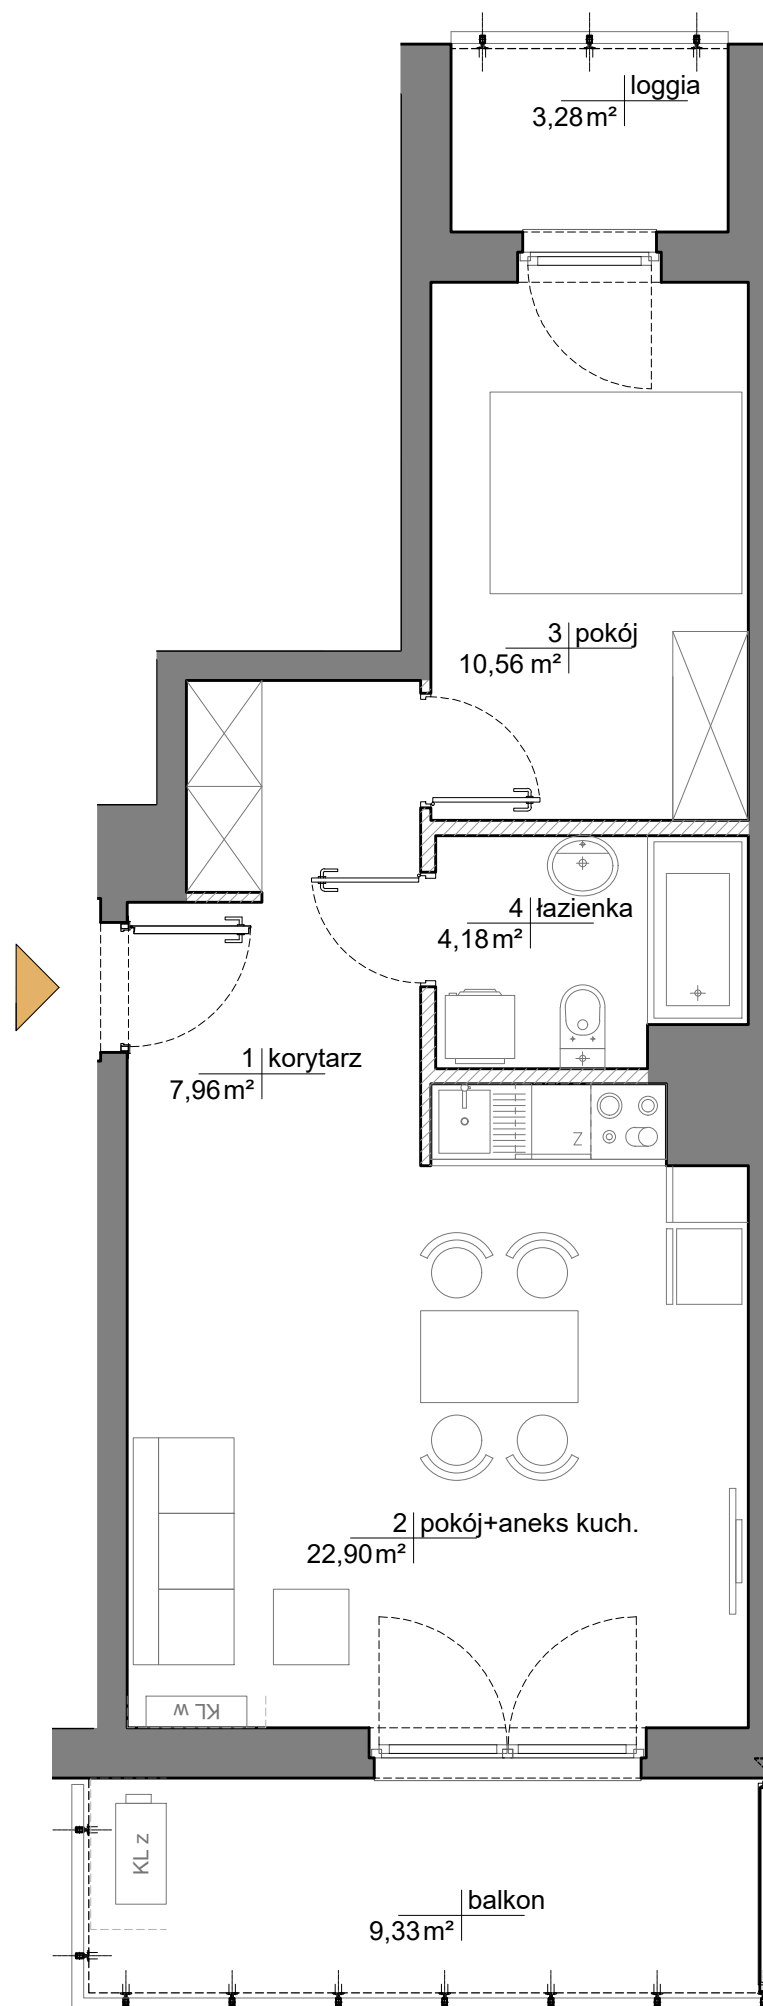 loggia
3,28 m²
3 pokój
10,56 m²
4 łazienka
4,18 m²
1 korytarz
7,96 m²
Z
2 pokój+aneks kuch.
22,90 m²
KL w
KL z
balkon
9,33 m²